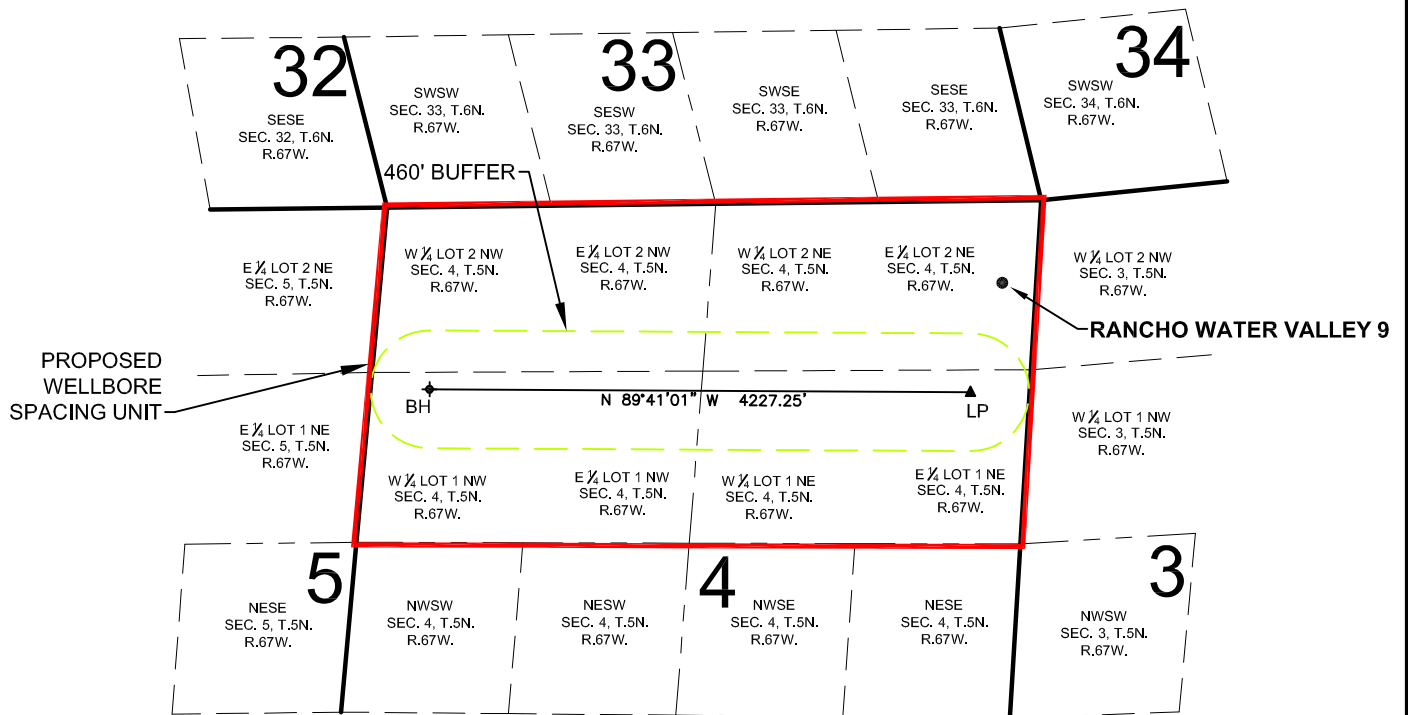 32
33
34
SESE
SEC. 32, T.6N.
R.67W.
SWSW
SEC. 33, T.6N.
R.67W.
SESW
SEC. 33, T.6N.
R.67W.
SWSE
SEC. 33, T.6N.
R.67W.
SESE
SEC. 33, T.6N.
R.67W.
SWSW
SEC. 34, T.6N.
R.67W.
460' BUFFER
E ¼ LOT 2 NE
SEC. 5, T.5N.
R.67W.
W ¼ LOT 2 NW
SEC. 4, T.5N.
R.67W.
E ¼ LOT 2 NW
SEC. 4, T.5N.
R.67W.
W ¼ LOT 2 NE
SEC. 4, T.5N.
R.67W.
E ¼ LOT 2 NE
SEC. 4, T.5N.
R.67W.
W ¼ LOT 2 NW
SEC. 3, T.5N.
R.67W.
RANCHO WATER VALLEY 9
PROPOSED
WELLBORE
SPACING UNIT
BH
N 89°41'01" W 4227.25'
LP
E ¼ LOT 1 NE
SEC. 5, T.5N.
R.67W.
W ¼ LOT 1 NW
SEC. 4, T.5N.
R.67W.
E ¼ LOT 1 NW
SEC. 4, T.5N.
R.67W.
W ¼ LOT 1 NE
SEC. 4, T.5N.
R.67W.
E ¼ LOT 1 NE
SEC. 4, T.5N.
R.67W.
W ¼ LOT 1 NW
SEC. 3, T.5N.
R.67W.
5
4
3
NESE
SEC. 5, T.5N.
R.67W.
NWSW
SEC. 4, T.5N.
R.67W.
NESW
SEC. 4, T.5N.
R.67W.
NWSE
SEC. 4, T.5N.
R.67W.
NESE
SEC. 4, T.5N.
R.67W.
NWSW
SEC. 3, T.5N.
R.67W.